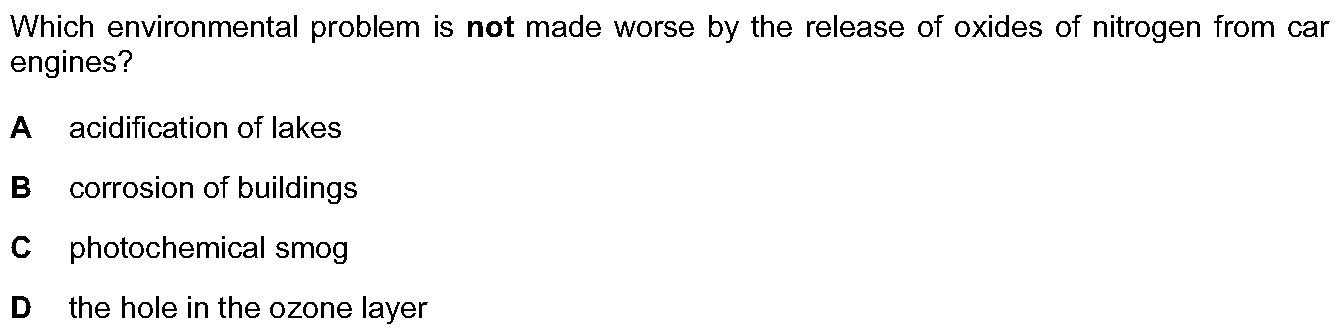 Which environmental problem is not made worse by the release of oxides of nitrogen from car
engines?
A acidification of lakes
B corrosion of buildings
C photochemical smog
D the hole in the ozone layer